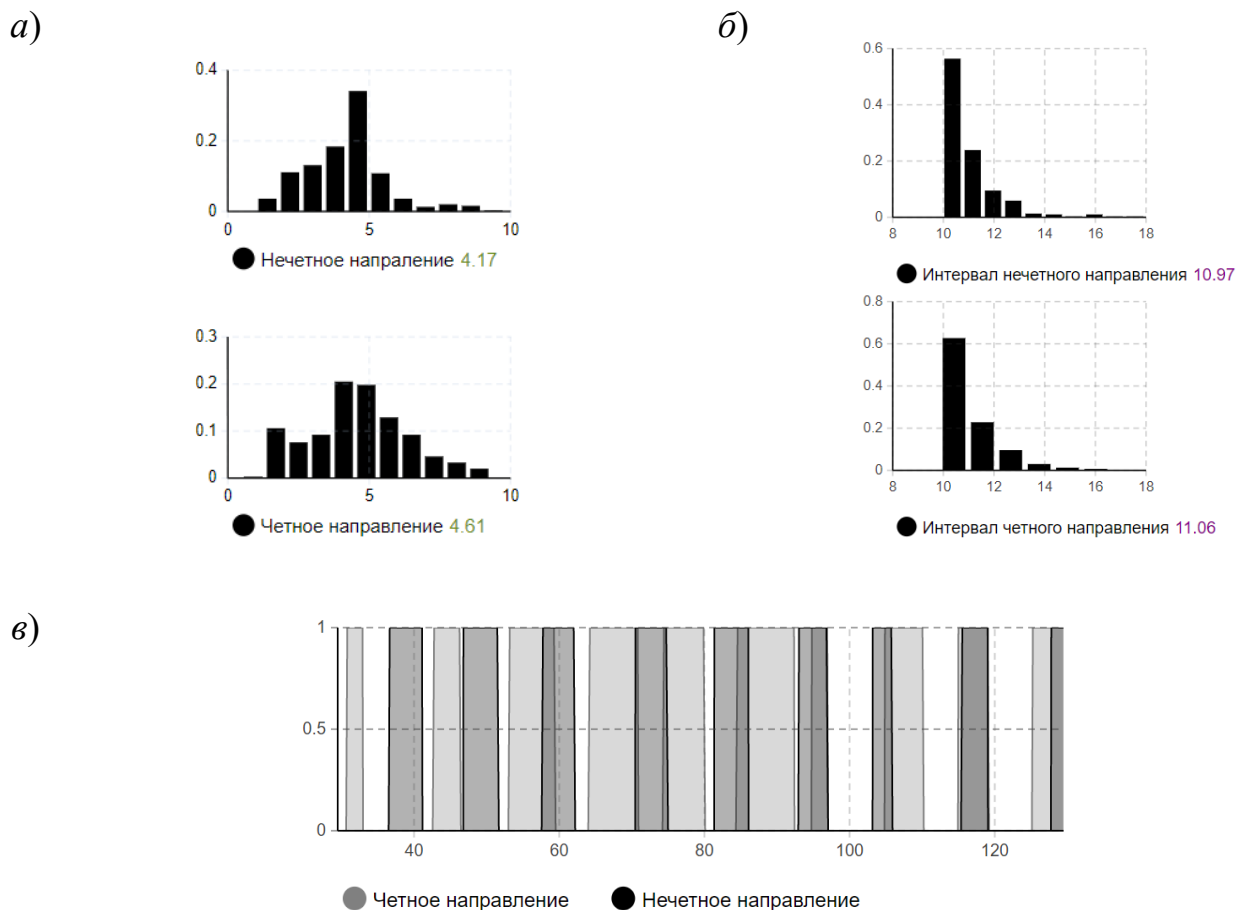 а)
0.4
0.2
0
0 5 10
Нечетное напраление 4.17
0.3
0.2
0.1
0
0 5 10
Четное направление 4.61
б)
0.6
0.4
0.2
0
8 10 12 14 16 18
Интервал нечетного направления 10.97
0.8
0.6
0.4
0.2
0
8 10 12 14 16 18
Интервал четного направления 11.06
в)
1
0.5
0
40 60 80 100 120
Четное направление Нечетное направление